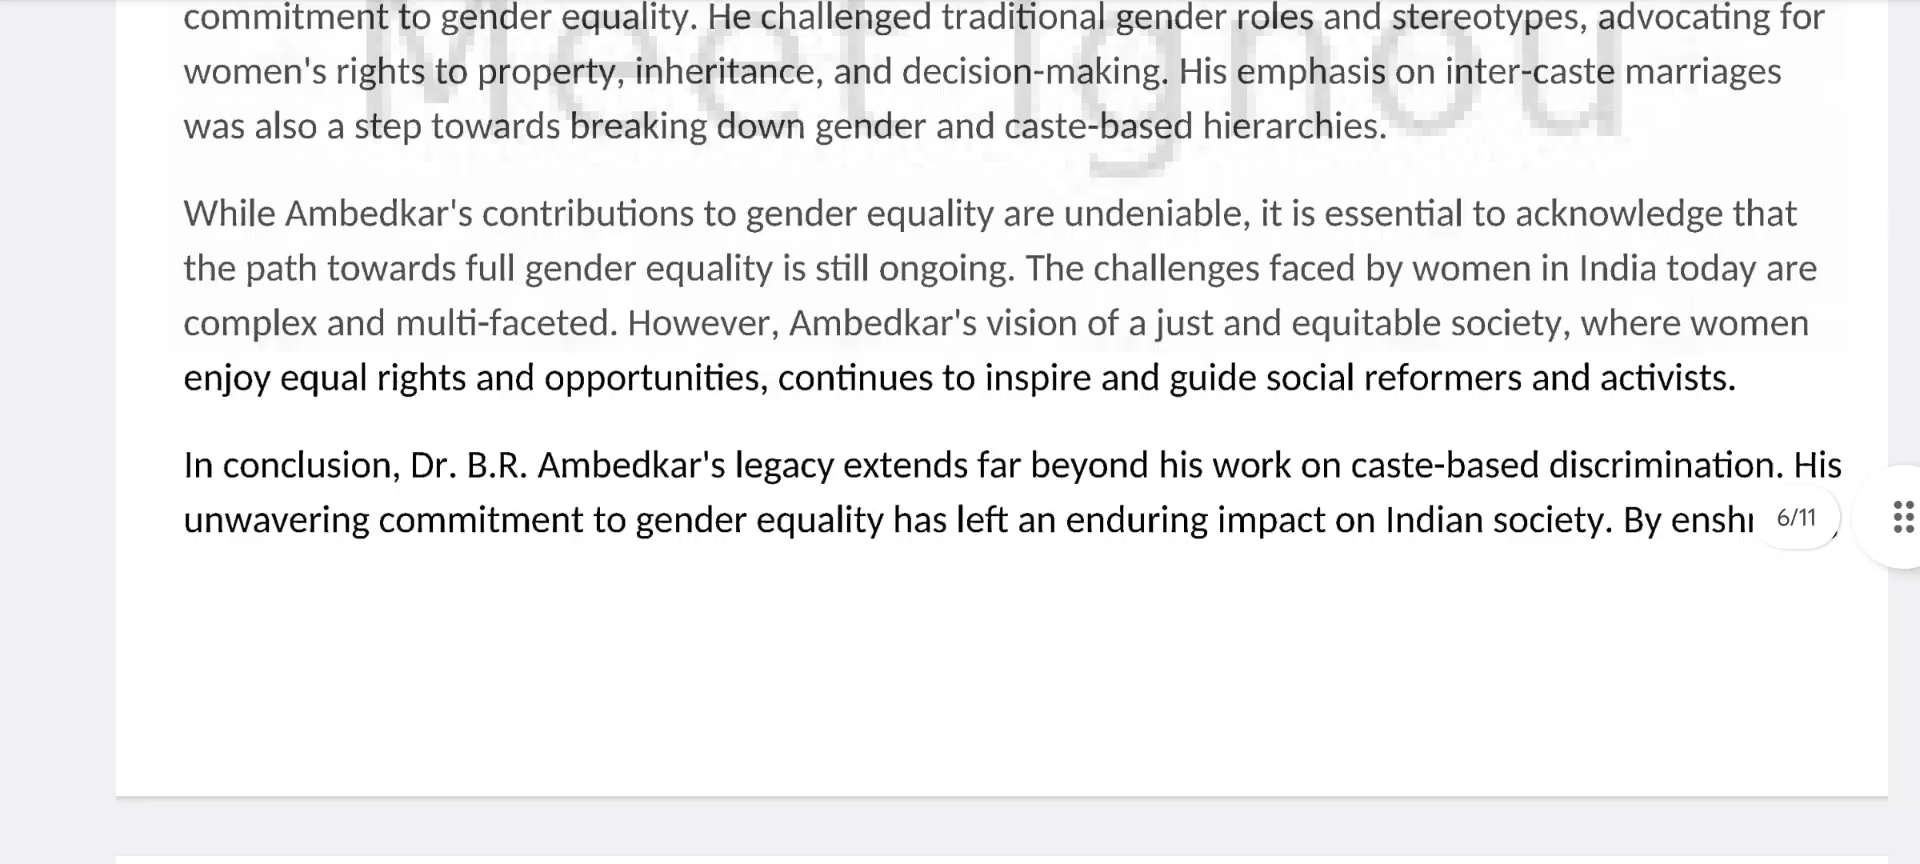 commitment to gender equality. He challenged traditional gender roles and stereotypes, advocating for
women's rights to property, inheritance, and decision-making. His emphasis on inter-caste marriages
was also a step towards breaking down gender and caste-based hierarchies.
Meet Ignou
While Ambedkar's contributions to gender equality are undeniable, it is essential to acknowledge that
the path towards full gender equality is still ongoing. The challenges faced by women in India today are
complex and multi-faceted. However, Ambedkar's vision of a just and equitable society, where women
enjoy equal rights and opportunities, continues to inspire and guide social reformers and activists.
In conclusion, Dr. B.R. Ambedkar's legacy extends far beyond his work on caste-based discrimination. His
unwavering commitment to gender equality has left an enduring impact on Indian society. By
6/11